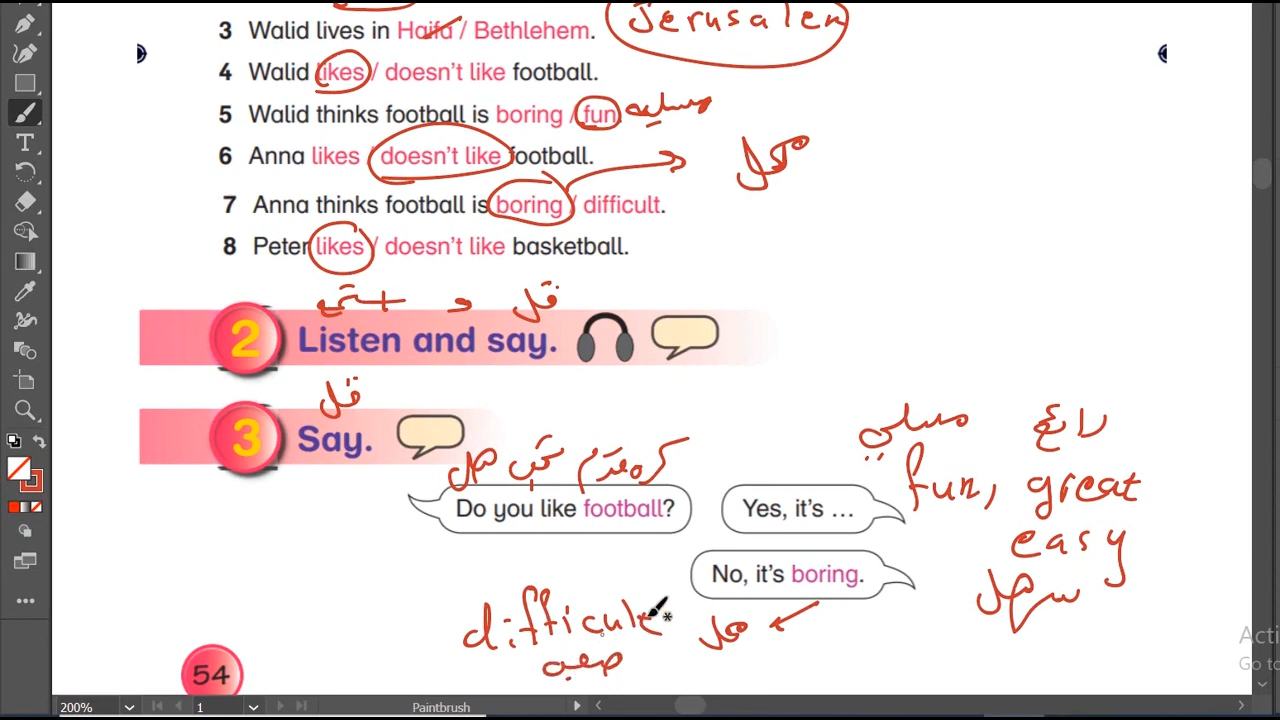 Jerusalem
3 Walid lives in Haifa / Bethlehem.
4 Walid likes / doesn't like football.
5 Walid thinks football is boring / fun. مسلية
6 Anna likes / doesn't like football.
ممل
7 Anna thinks football is boring / difficult.
8 Peter likes / doesn't like basketball.
استمع و قل
2 Listen and say.
قل
3 Say.
هل تحب كرة القدم
مسلي رائع
Do you like football?
Yes, it's ...
fun, great
easy
سهل
No, it's boring.
ممل
difficult
صعب
54
Acti
Go to
200%
1
Paintbrush